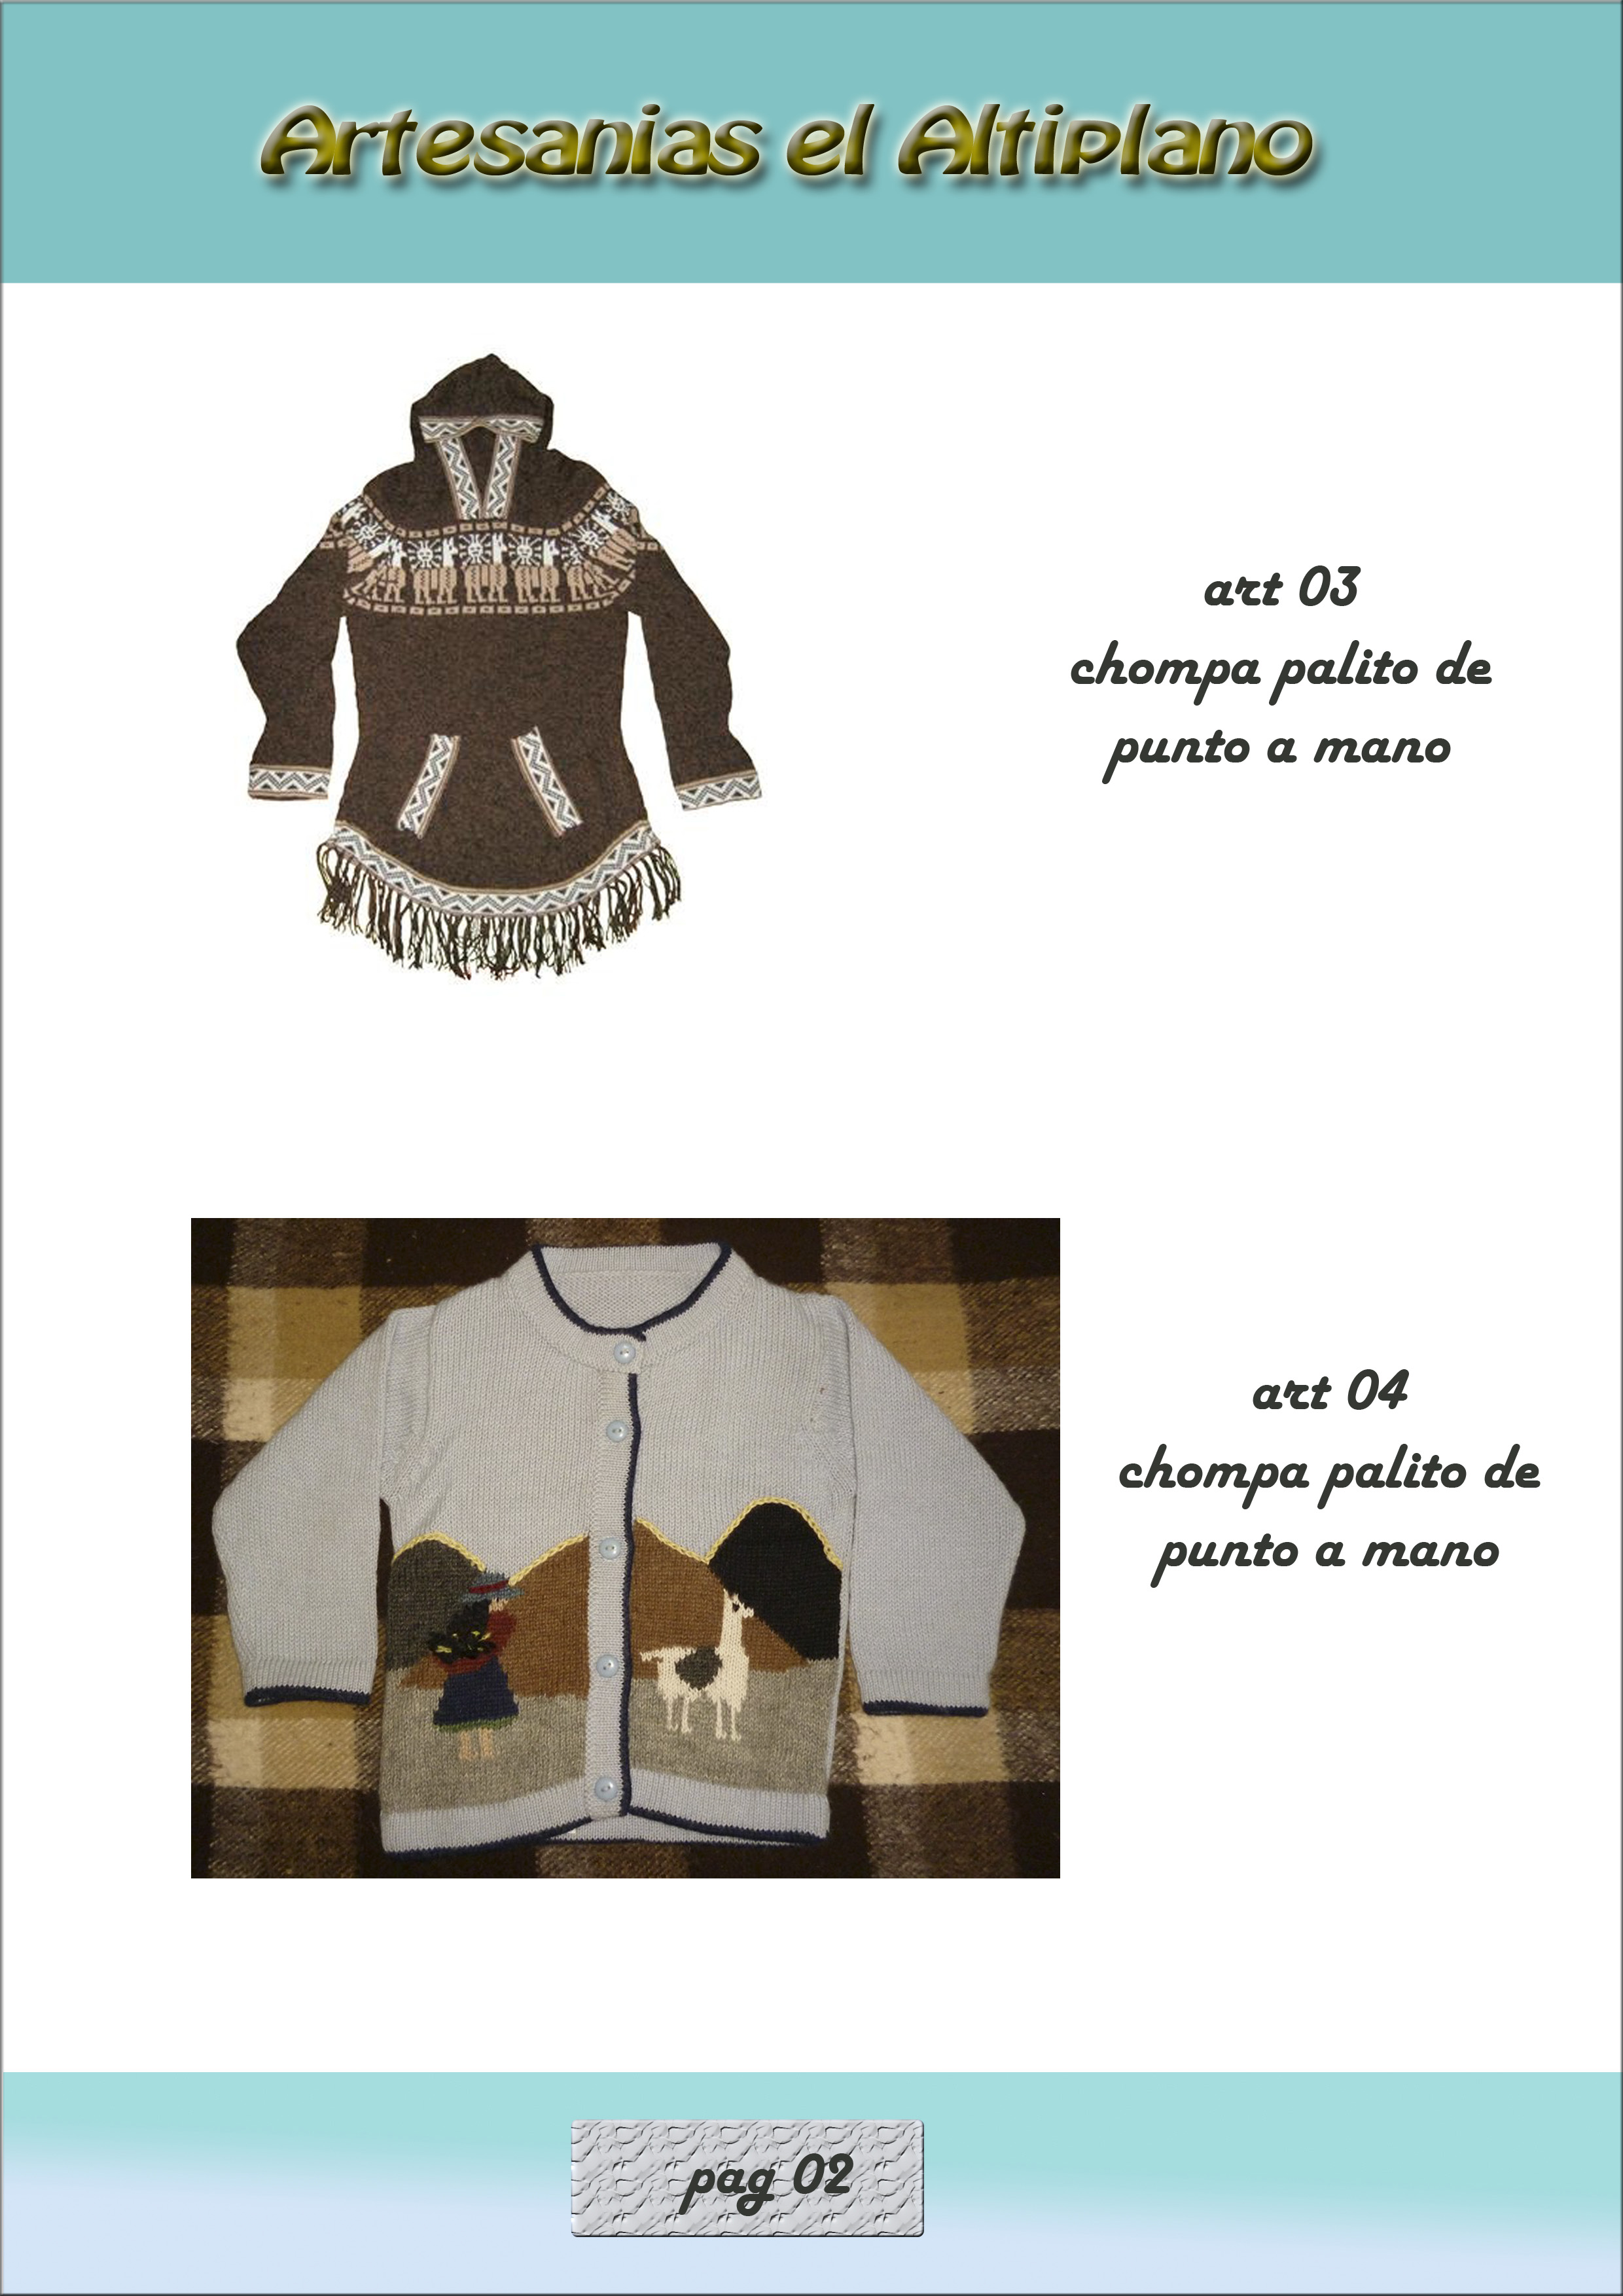 Artesanias el Altiplano
art 03
chompa palito de
punto a mano
art 04
chompa palito de
punto a mano
pag 02